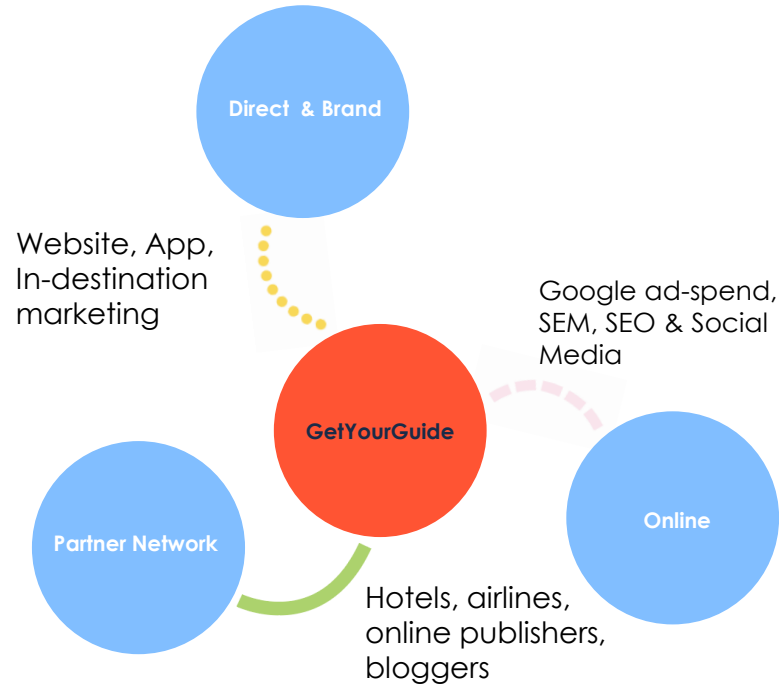 Direct & Brand
Website, App,
In-destination
marketing
Google ad-spend,
SEM, SEO & Social
Media
GetYourGuide
Online
Partner Network
Hotels, airlines,
online publishers,
bloggers